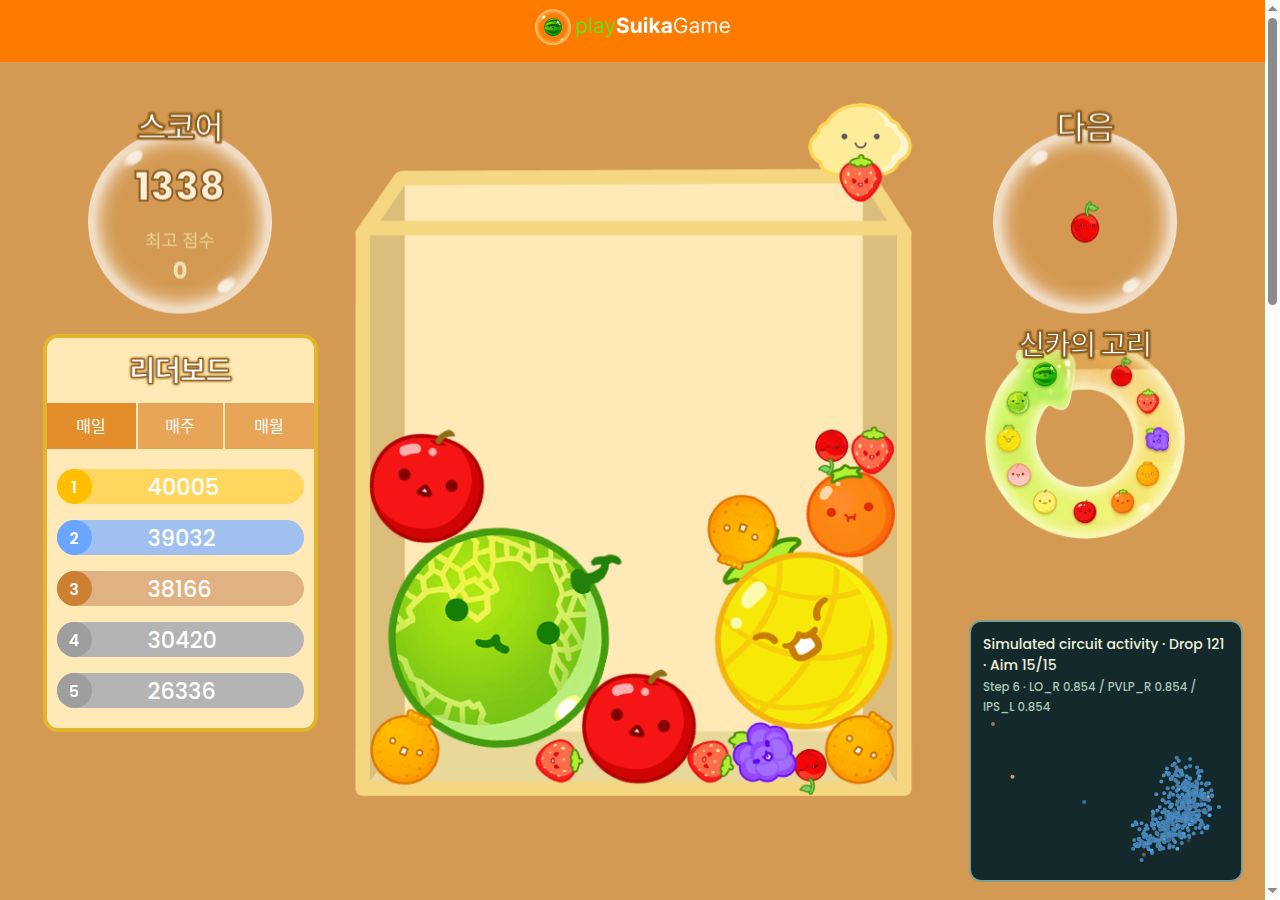 playSuikaGame
스코어
1338
최고 점수
0
다음
리더보드
매일 매주 매월
1 40005
2 39032
3 38166
4 30420
5 26336
신카의 고리
Simulated circuit activity · Drop 121
· Aim 15/15
Step 6 · LO_R 0.854 / PVLP_R 0.854 /
IPS_L 0.854